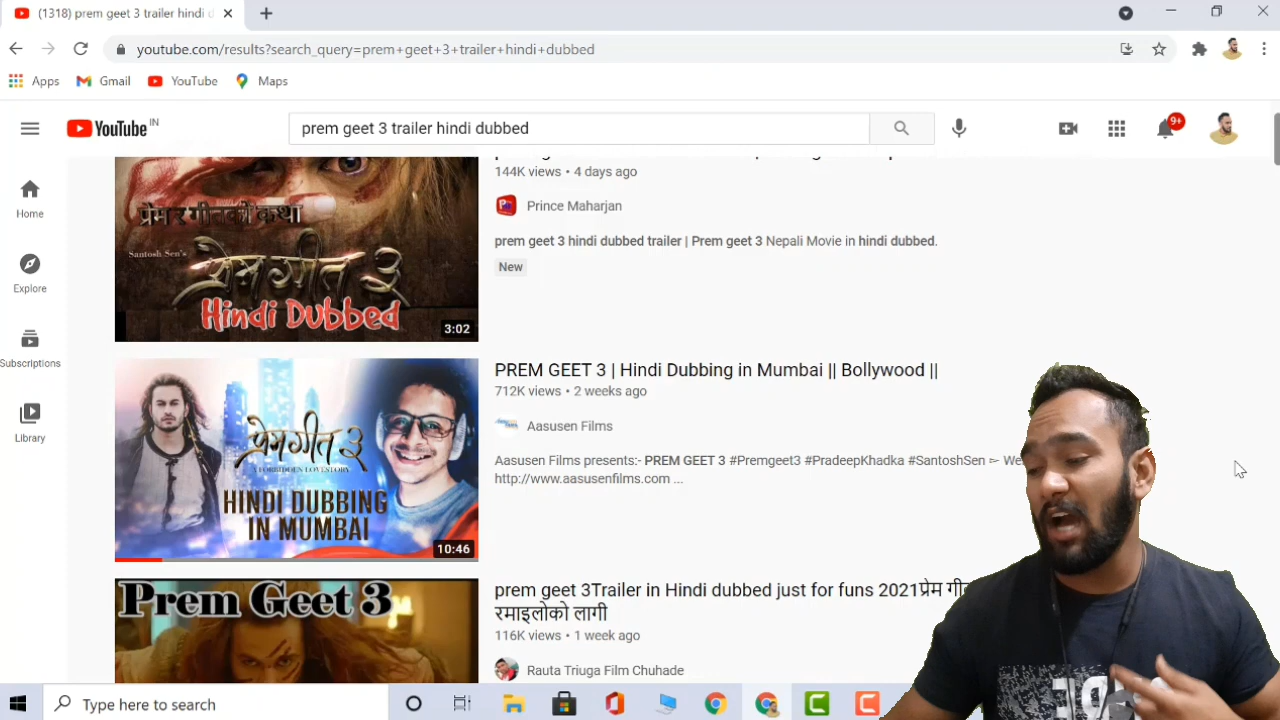 (1318) prem geet 3 trailer hindi d
youtube.com/results?search_query=prem+geet+3+trailer+hindi+dubbed
Apps
Gmail
YouTube
Maps
YouTube IN
prem geet 3 trailer hindi dubbed
9+
Home
Explore
Subscriptions
Library
प्रेम र गीतको कथा
Santosh Sen's
प्रेम गीत ३
Hindi Dubbed
3:02
144K views • 4 days ago
Prince Maharjan
prem geet 3 hindi dubbed trailer | Prem geet 3 Nepali Movie in hindi dubbed.
New
प्रेम गीत ३
A FORBIDDEN LOVESTORY
HINDI DUBBING
IN MUMBAI
10:46
PREM GEET 3 | Hindi Dubbing in Mumbai || Bollywood ||
712K views • 2 weeks ago
Aasusen Films
Aasusen Films presents:- PREM GEET 3 #Premgeet3 #PradeepKhadka #SantoshSen ►
http://www.aasusenfilms.com ...
Prem Geet 3
prem geet 3Trailer in Hindi dubbed just for funs 2021प्रेम
रमाइलोको लागी
116K views • 1 week ago
Rauta Triuga Film Chuhade
Type here to search